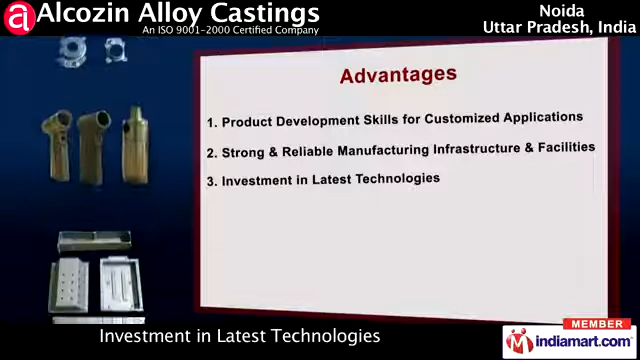 a Alcozin Alloy Castings
An ISO 9001-2000 Certified Company
Noida
Uttar Pradesh, India
Advantages
1. Product Development Skills for Customized Applications
2. Strong & Reliable Manufacturing Infrastructure & Facilities
3. Investment in Latest Technologies
Investment in Latest Technologies
MEMBER
M indiamart.com